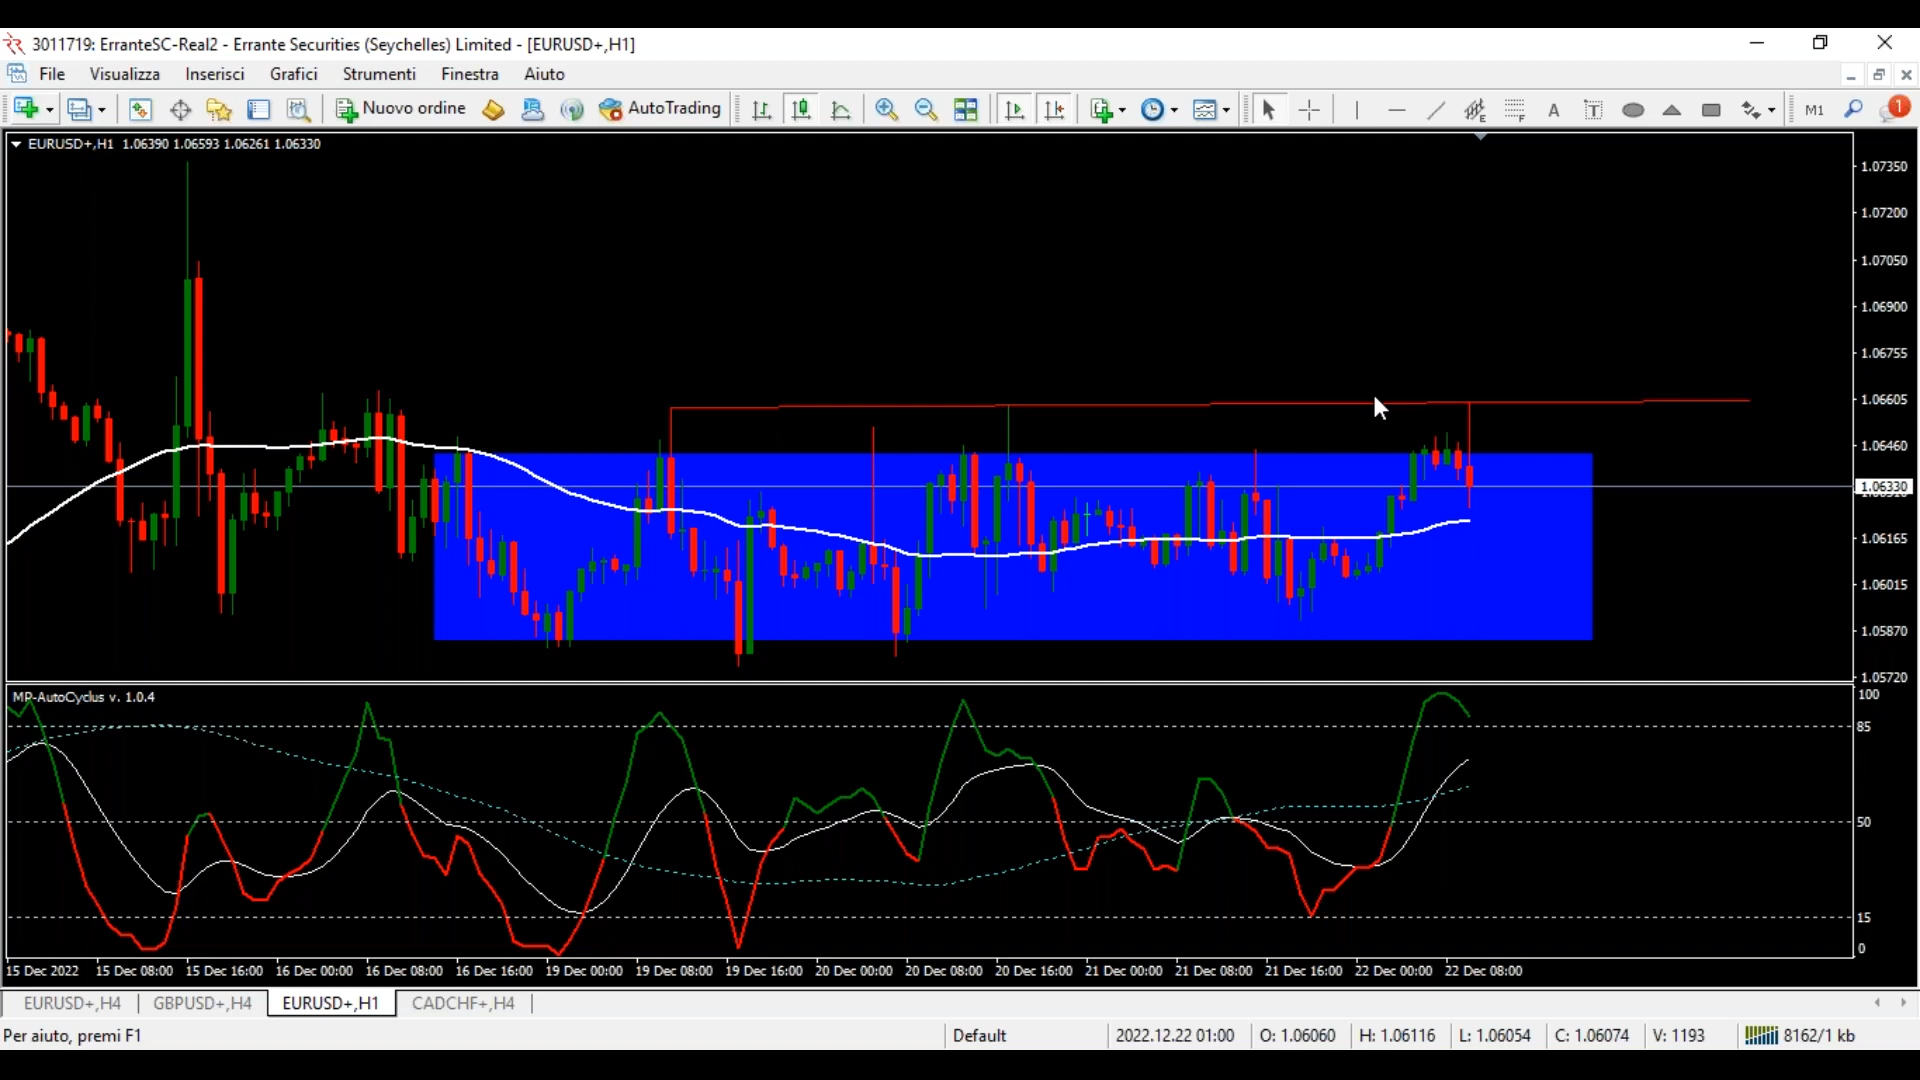 3011719: ErranteSC-Real2 - Errante Securities (Seychelles) Limited - [EURUSD+,H1]
File Visualizza Inserisci Grafici Strumenti Finestra Aiuto
Nuovo ordine AutoTrading A T M1 1
EURUSD+,H1 1.06390 1.06593 1.06261 1.06330
1.07350
1.07200
1.07050
1.06900
1.06755
1.06605
1.06460
1.06330
1.06165
1.06015
1.05870
1.05720
MP-AutoCyclus v. 1.0.4
100
85
50
15
0
15 Dec 2022 15 Dec 08:00 15 Dec 16:00 16 Dec 00:00 16 Dec 08:00 16 Dec 16:00 19 Dec 00:00 19 Dec 08:00 19 Dec 16:00 20 Dec 00:00 20 Dec 08:00 20 Dec 16:00 21 Dec 00:00 21 Dec 08:00 21 Dec 16:00 22 Dec 00:00 22 Dec 08:00
EURUSD+,H4 GBPUSD+,H4 EURUSD+,H1 CADCHF+,H4
Per aiuto, premi F1 Default 2022.12.22 01:00 O: 1.06060 H: 1.06116 L: 1.06054 C: 1.06074 V: 1193 8162/1 kb